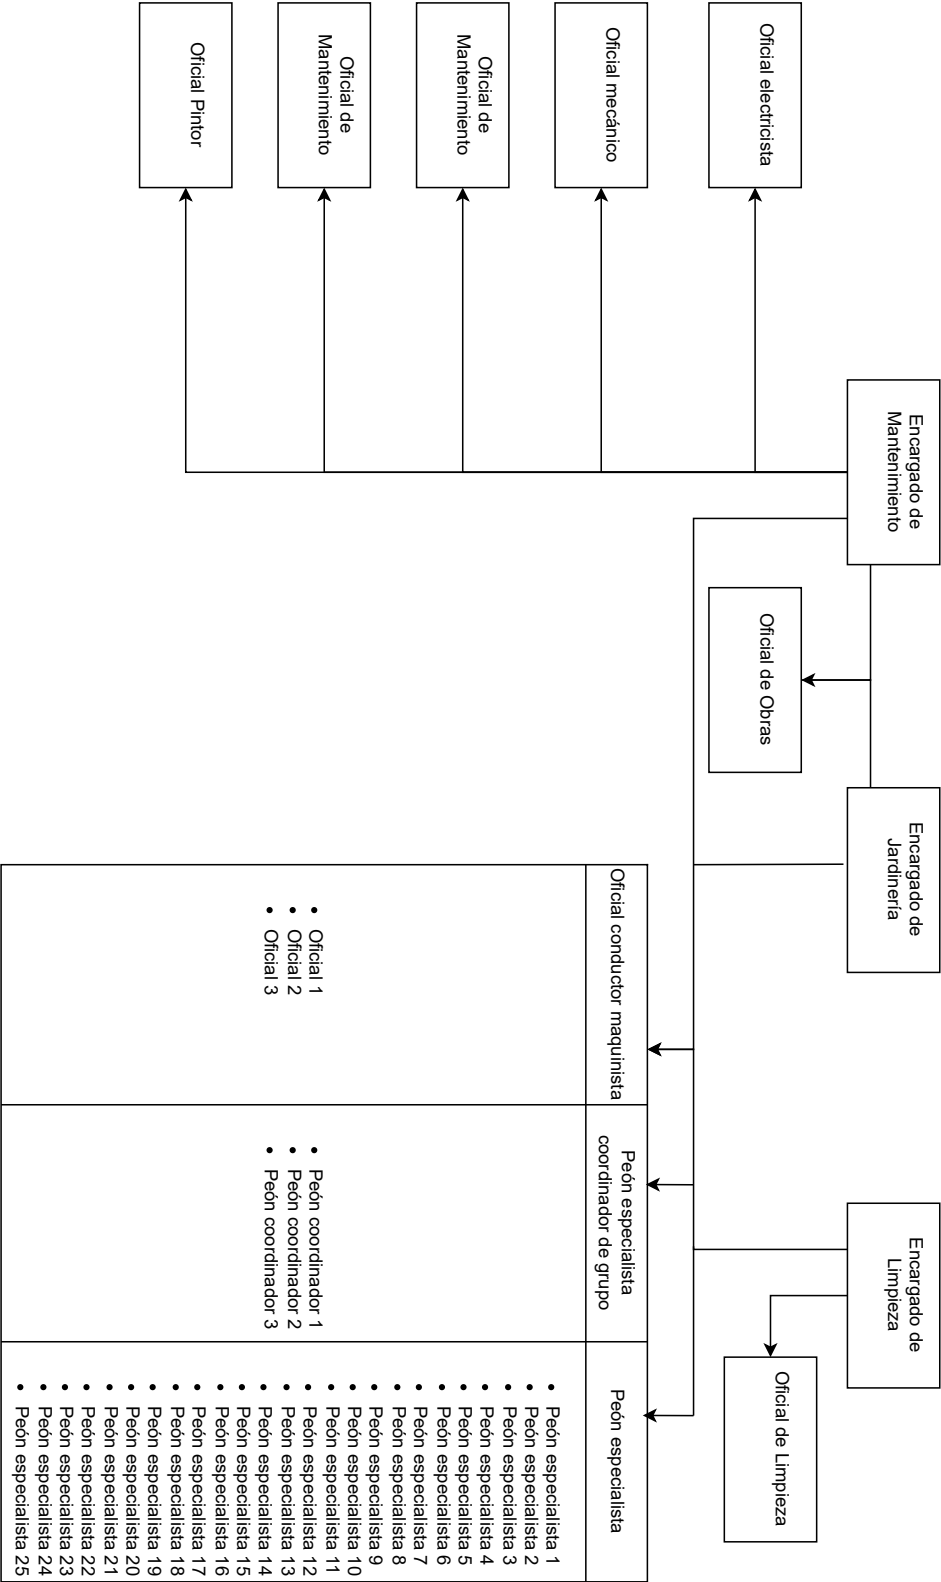 Encargado de
Mantenimiento
Encargado de
Jardinería
Encargado de
Limpieza
Oficial de Obras
Oficial de Limpieza
Oficial electricista
Oficial mecánico
Oficial de
Mantenimiento
Oficial de
Mantenimiento
Oficial Pintor
Oficial conductor maquinista
Oficial 1
Oficial 2
Oficial 3
Peón especialista
coordinador de grupo
Peón coordinador 1
Peón coordinador 2
Peón coordinador 3
Peón especialista
Peón especialista 1
Peón especialista 2
Peón especialista 3
Peón especialista 4
Peón especialista 5
Peón especialista 6
Peón especialista 7
Peón especialista 8
Peón especialista 9
Peón especialista 10
Peón especialista 11
Peón especialista 12
Peón especialista 13
Peón especialista 14
Peón especialista 15
Peón especialista 16
Peón especialista 17
Peón especialista 18
Peón especialista 19
Peón especialista 20
Peón especialista 21
Peón especialista 22
Peón especialista 23
Peón especialista 24
Peón especialista 25